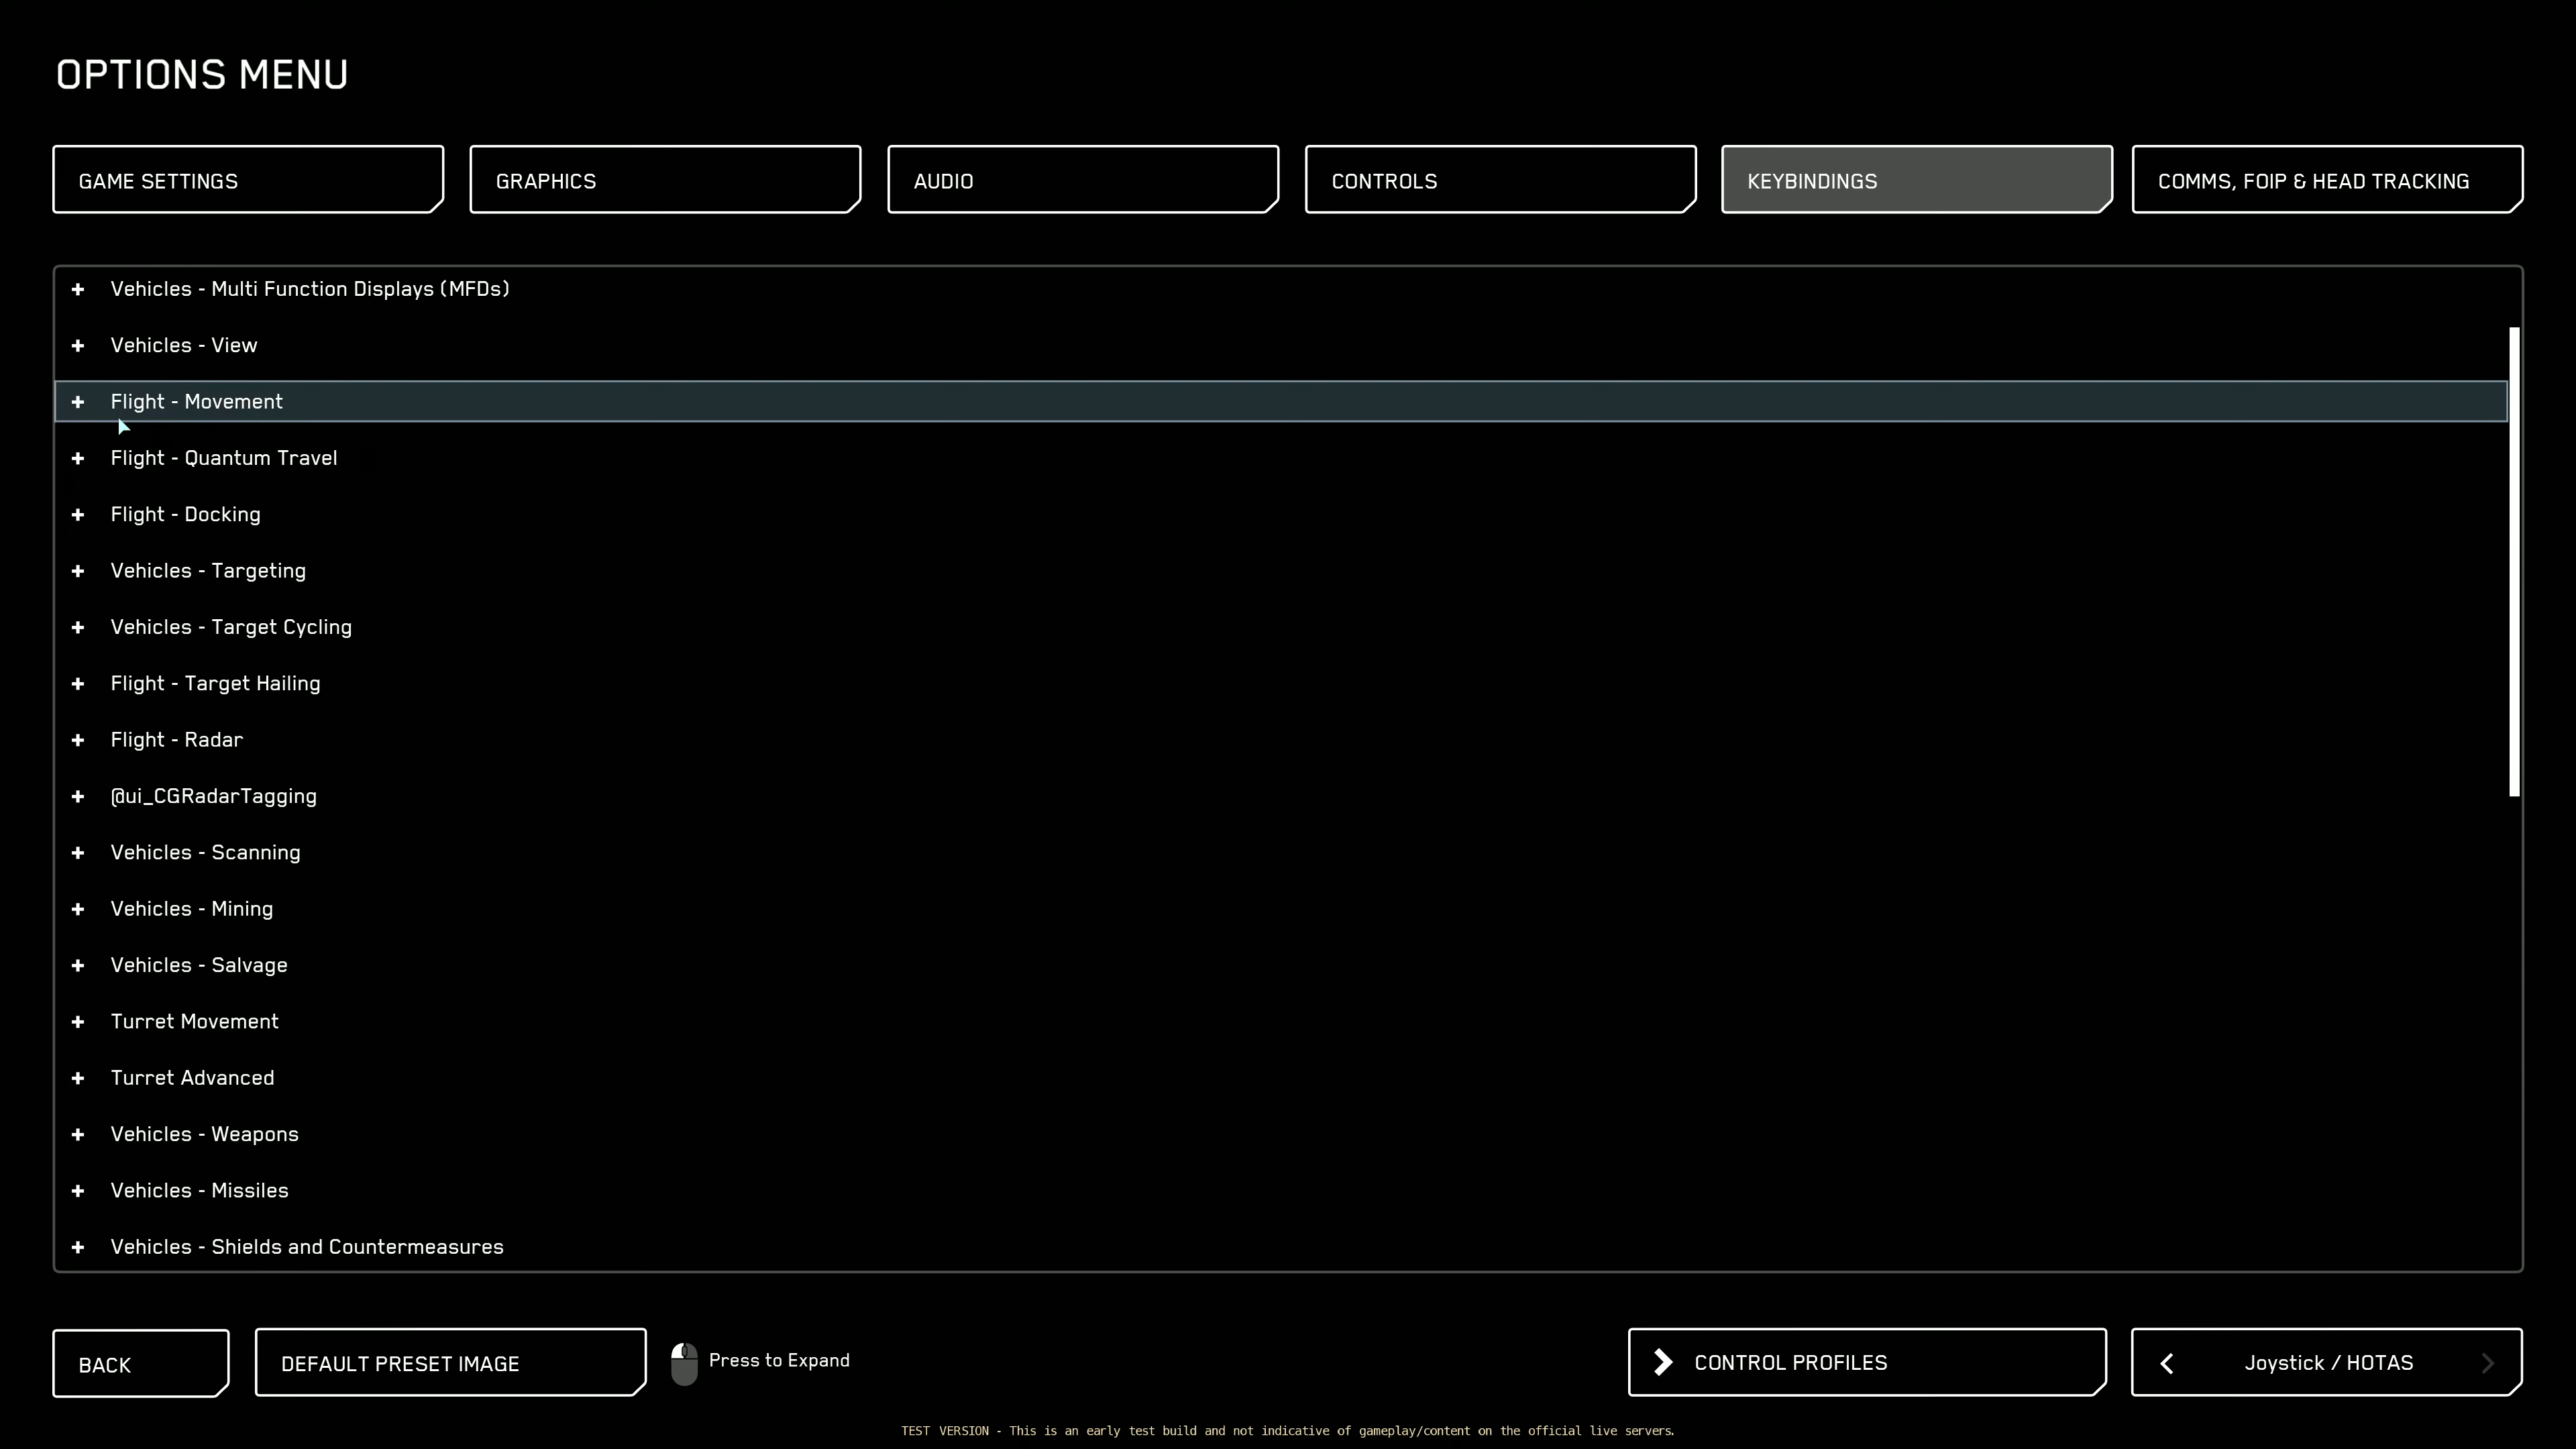 OPTIONS MENU
GAME SETTINGS
GRAPHICS
AUDIO
CONTROLS
KEYBINDINGS
COMMS, FOIP & HEAD TRACKING
+ Vehicles - Multi Function Displays (MFDs)
+ Vehicles - View
+ Flight - Movement
+ Flight - Quantum Travel
+ Flight - Docking
+ Vehicles - Targeting
+ Vehicles - Target Cycling
+ Flight - Target Hailing
+ Flight - Radar
+ @ui_CGRadarTagging
+ Vehicles - Scanning
+ Vehicles - Mining
+ Vehicles - Salvage
+ Turret Movement
+ Turret Advanced
+ Vehicles - Weapons
+ Vehicles - Missiles
+ Vehicles - Shields and Countermeasures
BACK
DEFAULT PRESET IMAGE
Press to Expand
CONTROL PROFILES
Joystick / HOTAS
TEST VERSION - This is an early test build and not indicative of gameplay/content on the official live servers.